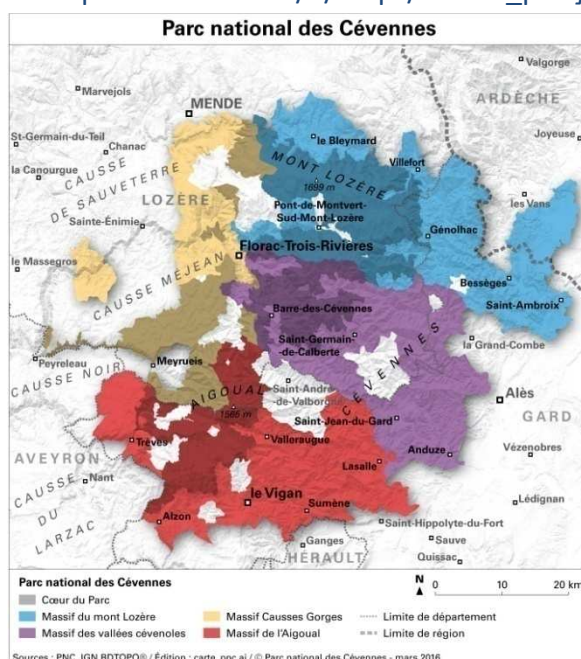 Parc national des Cévennes
Valgorge
Marvejols
MENDE
ARDÈCHE
St-Germain-du-Teil
Chanac
le Bleymard
Joyeuse
la Canourgue
CAUSSE
DE SAUVETERRE
MONT LOZÈRE
1699 m
Villefort
LOZÈRE
les Vans
Sainte-Énimie
Pont-de-Montvert-
Sud-Mont-Lozère
Génolhac
Florac-Trois-Rivières
le Massegros
CAUSSE MÉJEAN
Bessèges
Saint-Ambroix
Barre-des-Cévennes
Saint-Germain
-de-Calberte
la Grand-Combe
Peyreleau
Meyrueis
CÉVENNES
CAUSSE NOIR
AIGOUAL
1565 m
Saint-André
-de-Valborgne
Alès
Saint-Jean-du-Gard
GARD
Trèves
Valleraugue
AVEYRON
Anduze
Vézenobres
Nant
Lasalle
CAUSSE
DU
LARZAC
le Vigan
Lédignan
Alzon
Sumène
Saint-Hippolyte-du-Fort
Ganges
Sauve
HÉRAULT
Quissac
Parc national des Cévennes
N
0 10 20 km
Cœur du Parc
Massif du mont Lozère
Massif Causses Gorges
Limite de département
Massif des vallées cévenoles
Massif de l'Aigoual
Limite de région
Sources : PNC, IGN BDTOPO® / Édition : carte_pnc.ai / © Parc national des Cévennes - mars 2016